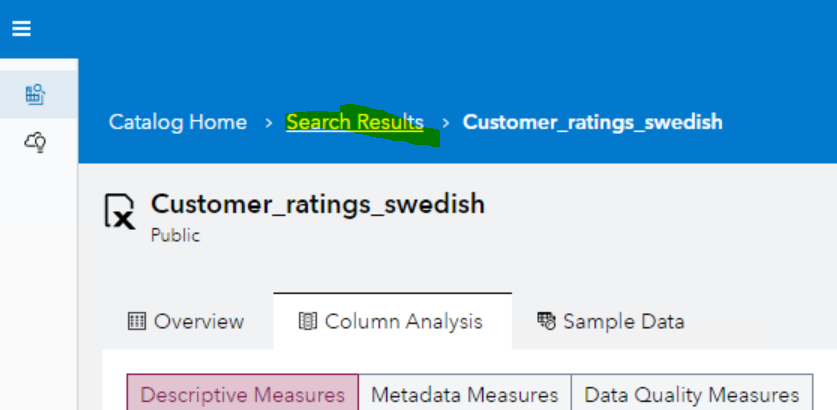 Catalog Home > Search Results > Customer_ratings_swedish
Customer_ratings_swedish
Public
Overview Column Analysis Sample Data
Descriptive Measures Metadata Measures Data Quality Measures